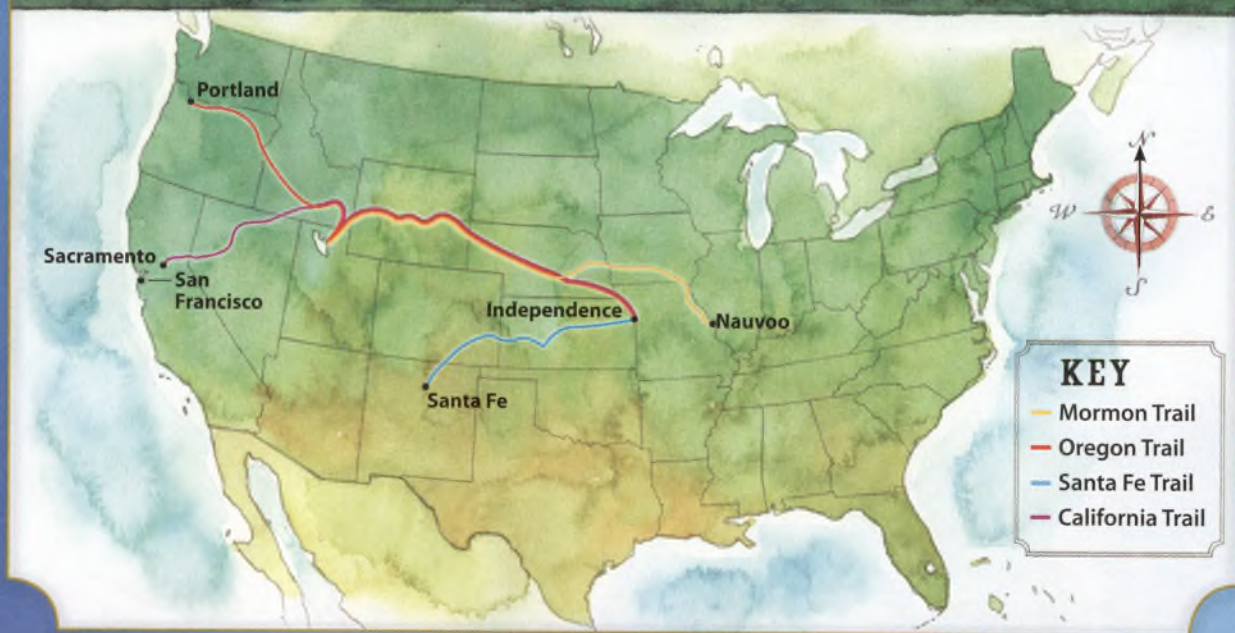 Portland
N
W
E
S
Sacramento
San
Francisco
Independence
Nauvoo
Santa Fe
KEY
Mormon Trail
Oregon Trail
Santa Fe Trail
California Trail